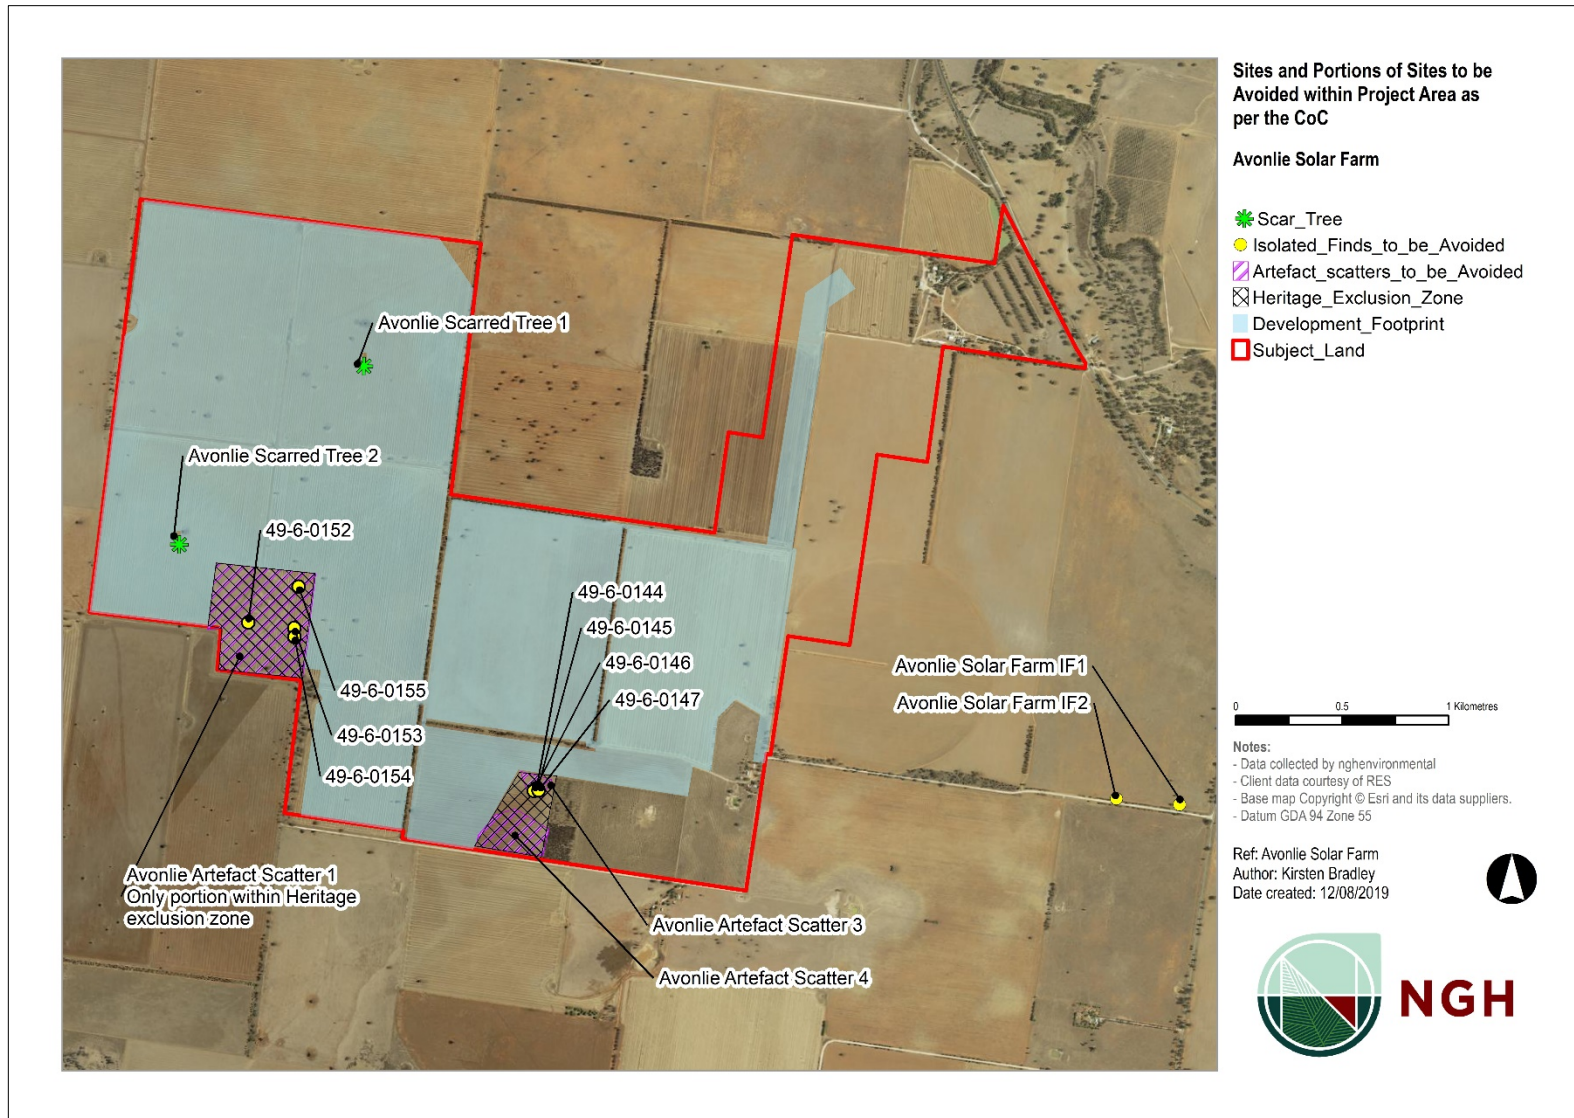 Sites and Portions of Sites to be
Avoided within Project Area as
per the CoC
Avonlie Solar Farm
Scar_Tree
Isolated_Finds_to_be_Avoided
Artefact_scatters_to_be_Avoided
Heritage_Exclusion_Zone
Development_Footprint
Subject_Land
Avonlie Scarred Tree 1
Avonlie Scarred Tree 2
49-6-0152
49-6-0144
49-6-0145
49-6-0146
49-6-0147
49-6-0155
49-6-0153
49-6-0154
Avonlie Solar Farm IF1
Avonlie Solar Farm IF2
Avonlie Artefact Scatter 1
Only portion within Heritage
exclusion zone
Avonlie Artefact Scatter 3
Avonlie Artefact Scatter 4
0 0.5 1 Kilometres
Notes:
- Data collected by nghenvironmental
- Client data courtesy of RES
- Base map Copyright © Esri and its data suppliers.
- Datum GDA 94 Zone 55
Ref: Avonlie Solar Farm
Author: Kirsten Bradley
Date created: 12/08/2019
NGH